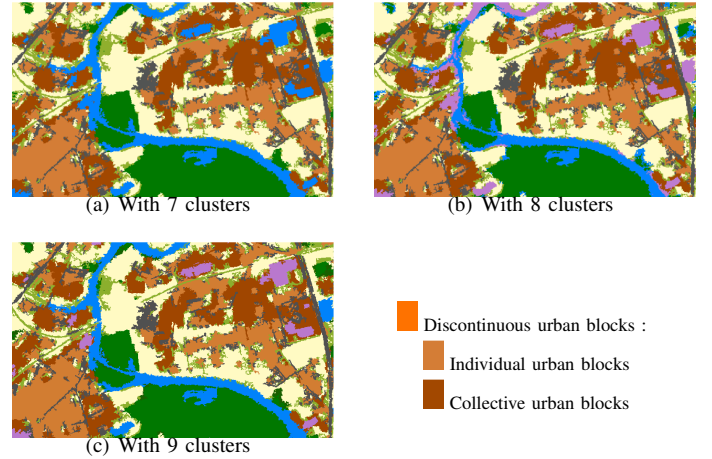 (a) With 7 clusters
(b) With 8 clusters
Discontinuous urban blocks :
Individual urban blocks
Collective urban blocks
(c) With 9 clusters